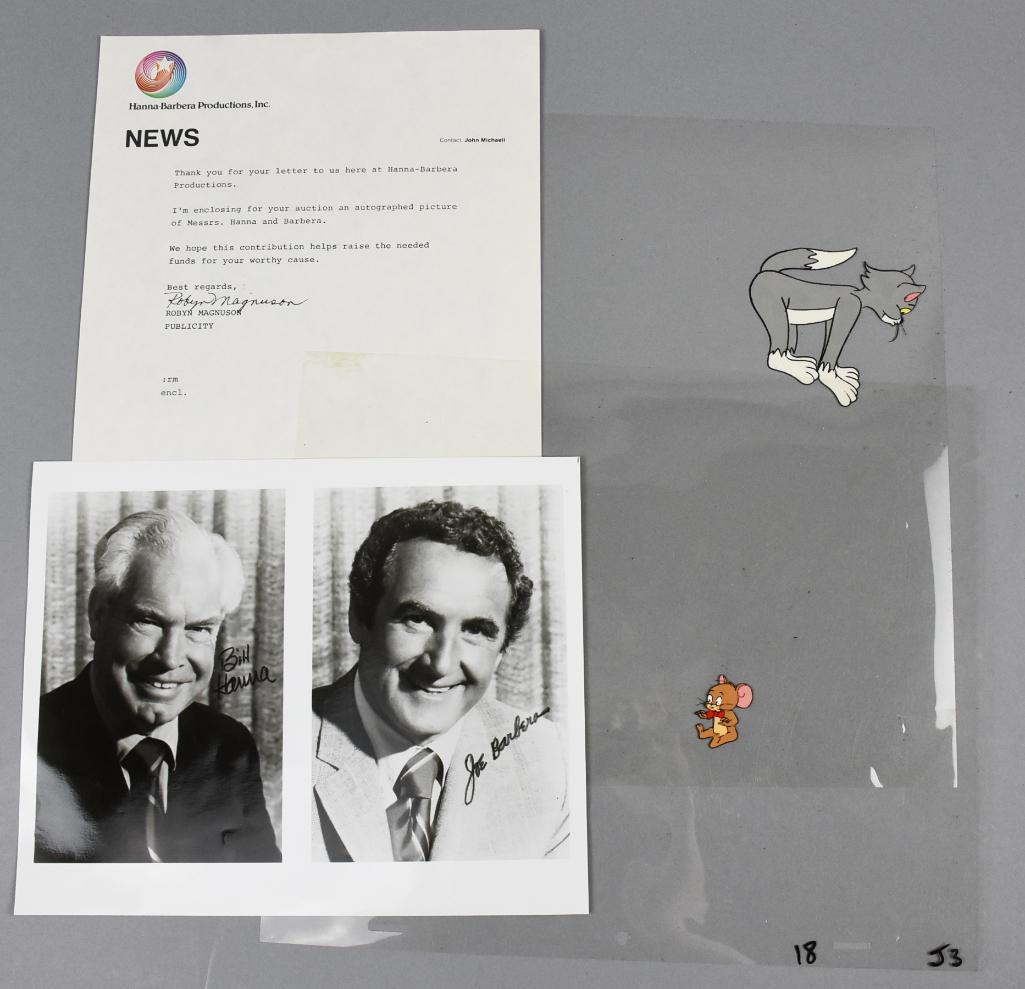 Hanna-Barbera Productions, Inc.
NEWS
Contact: John Michaeli
Thank you for your letter to us here at Hanna-Barbera
Productions.
I'm enclosing for your auction an autographed picture
of Messrs. Hanna and Barbera.
We hope this contribution helps raise the needed
funds for your worthy cause.
Best regards,
Robyn Magnuson
ROBYN MAGNUSON
PUBLICITY
:rm
encl.
Bill
Hanna
Joe Barbera
18
J3